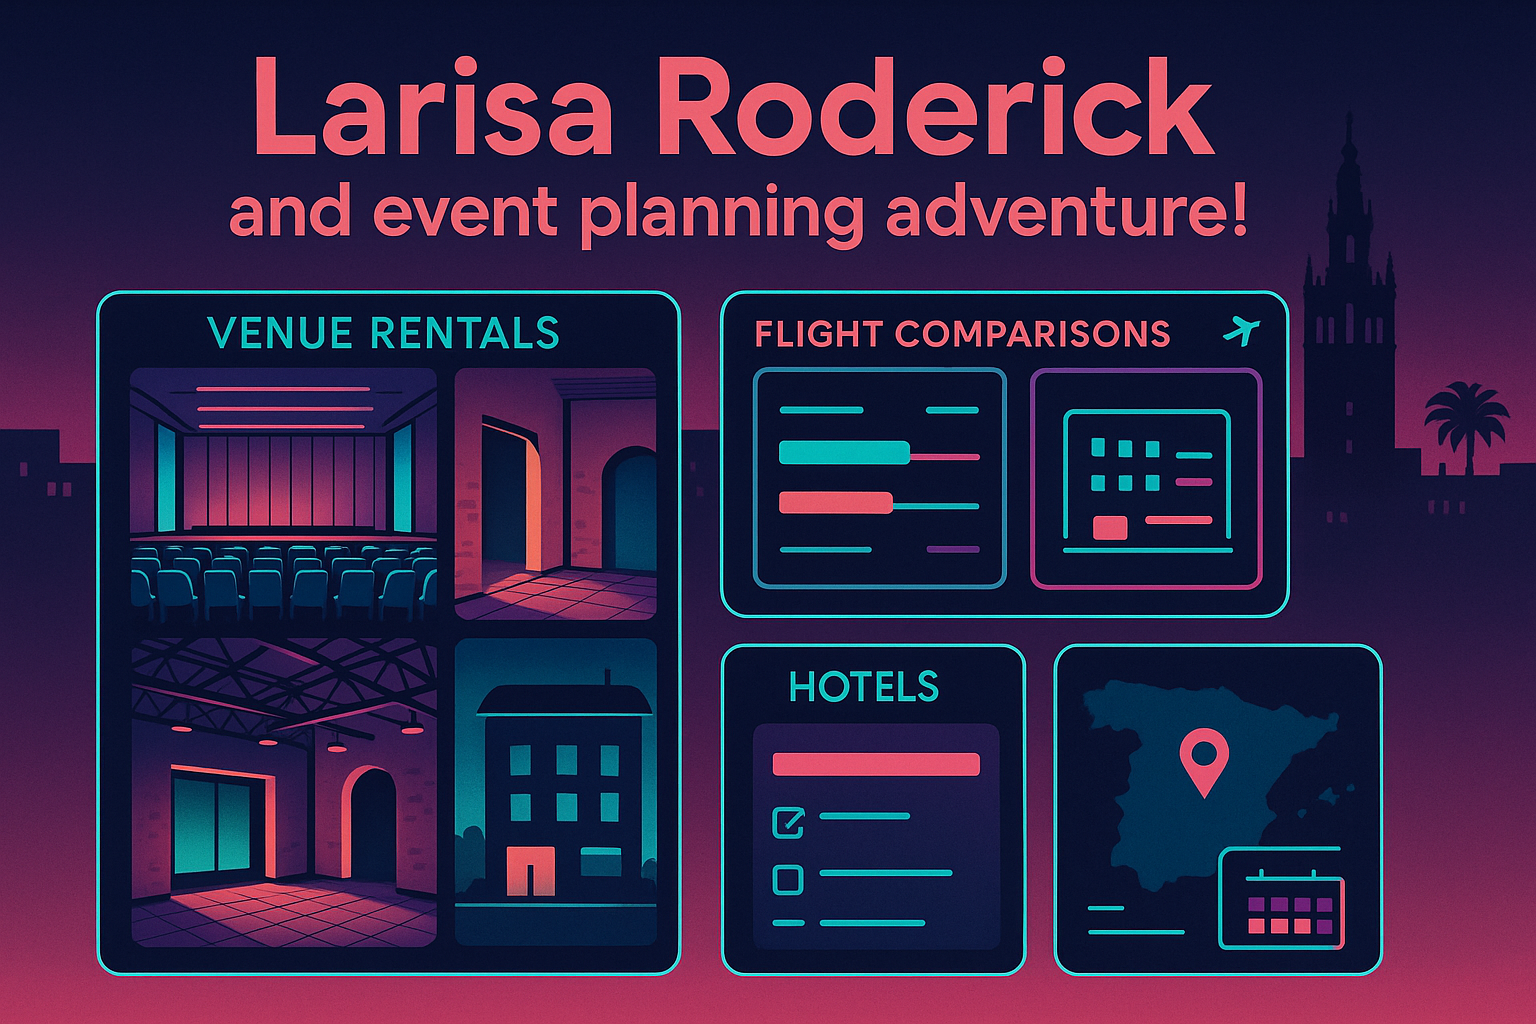 Larisa Roderick
and event planning adventure!
VENUE RENTALS
FLIGHT COMPARISONS
HOTELS